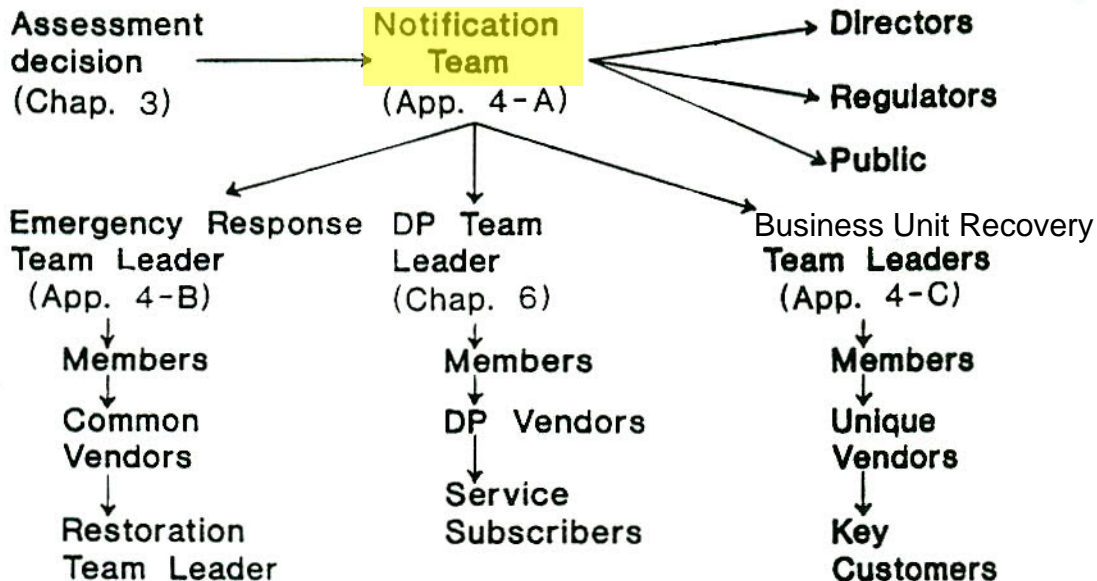 Assessment
decision
(Chap. 3)
Notification
Team
(App. 4-A)
Directors
Regulators
Public
Emergency Response
Team Leader
(App. 4-B)
Members
Common
Vendors
Restoration
Team Leader
DP Team
Leader
(Chap. 6)
Members
DP Vendors
Service
Subscribers
Business Unit Recovery
Team Leaders
(App. 4-C)
Members
Unique
Vendors
Key
Customers